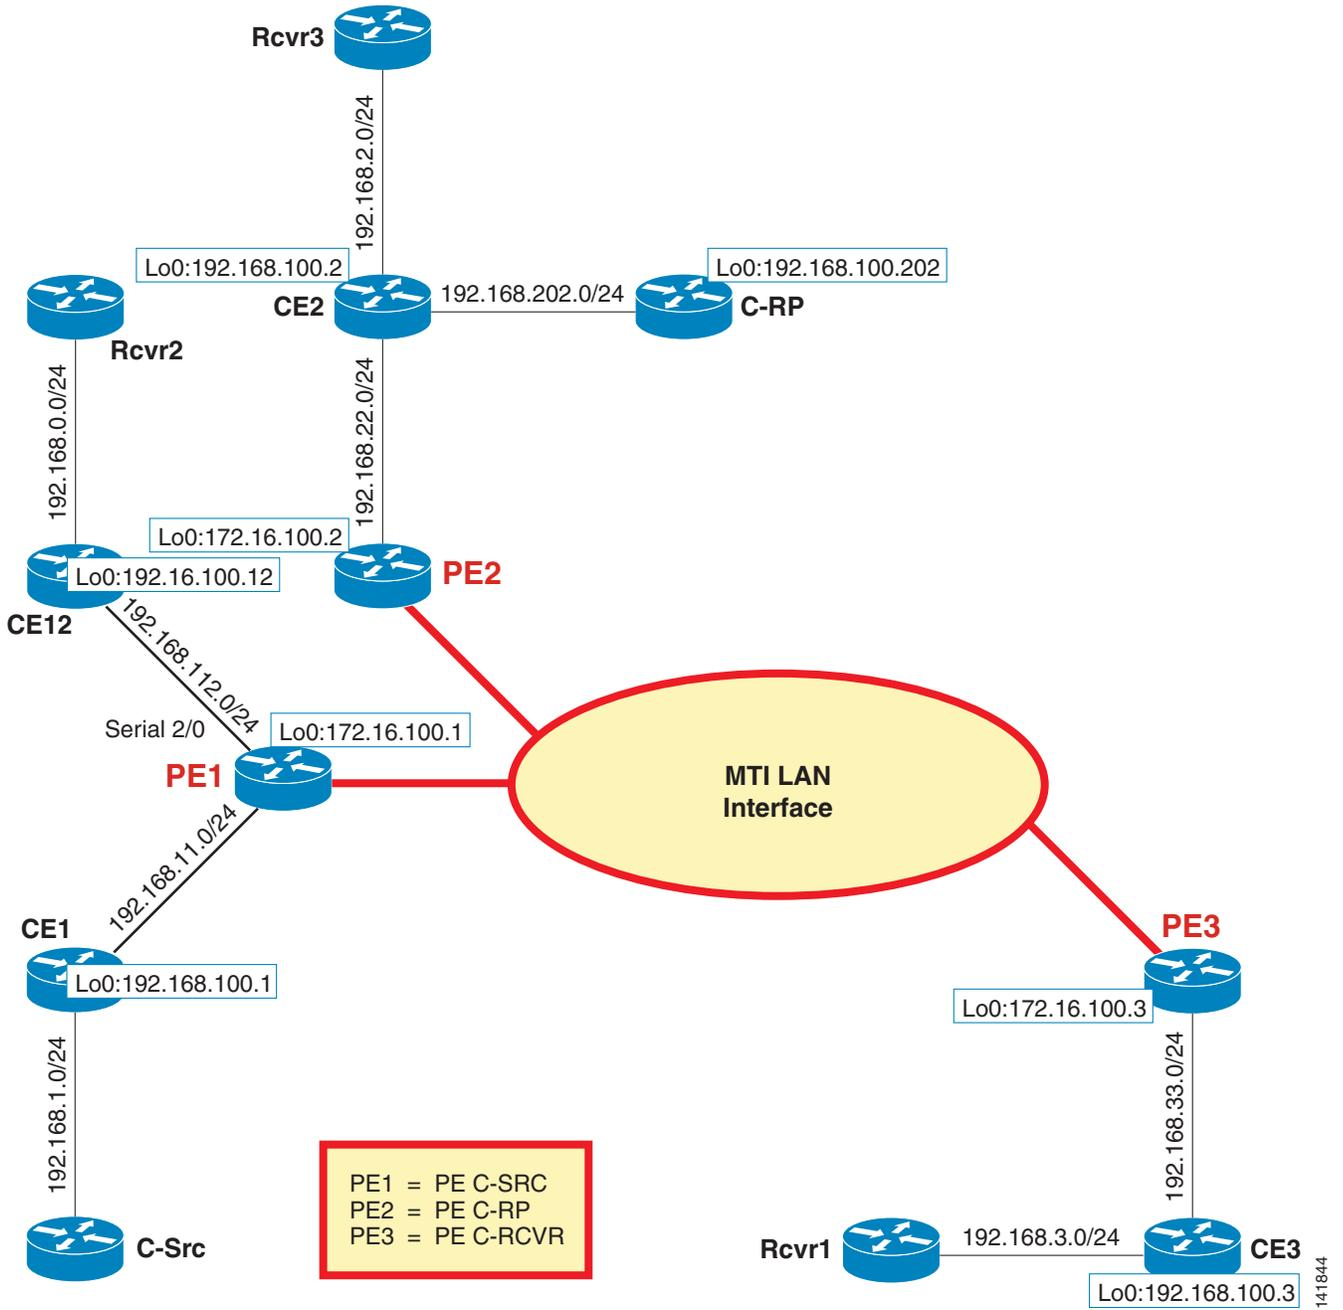 Rcvr3
192.168.2.0/24
Lo0:192.168.100.2
Lo0:192.168.100.202
CE2
192.168.202.0/24
C-RP
Rcvr2
192.168.0.0/24
192.168.22.0/24
Lo0:172.16.100.2
Lo0:192.16.100.12
PE2
CE12
192.168.112.0/24
Serial 2/0
Lo0:172.16.100.1
PE1
MTI LAN
Interface
192.168.11.0/24
CE1
Lo0:192.168.100.1
PE3
Lo0:172.16.100.3
192.168.1.0/24
192.168.33.0/24
PE1 = PE C-SRC
PE2 = PE C-RP
PE3 = PE C-RCVR
C-Src
Rcvr1
192.168.3.0/24
CE3
Lo0:192.168.100.3
141844